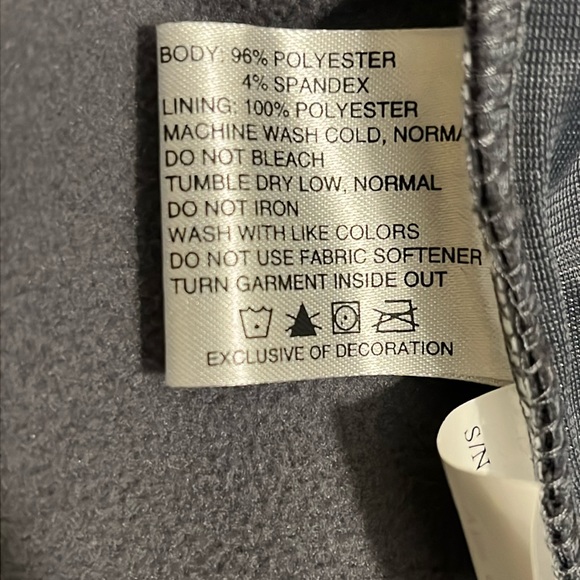 BODY: 96% POLYESTER
4% SPANDEX
LINING: 100% POLYESTER
MACHINE WASH COLD, NORMA
DO NOT BLEACH
TUMBLE DRY LOW, NORMAL
DO NOT IRON
WASH WITH LIKE COLORS
DO NOT USE FABRIC SOFTENER
TURN GARMENT INSIDE OUT
EXCLUSIVE OF DECORATION
S/N